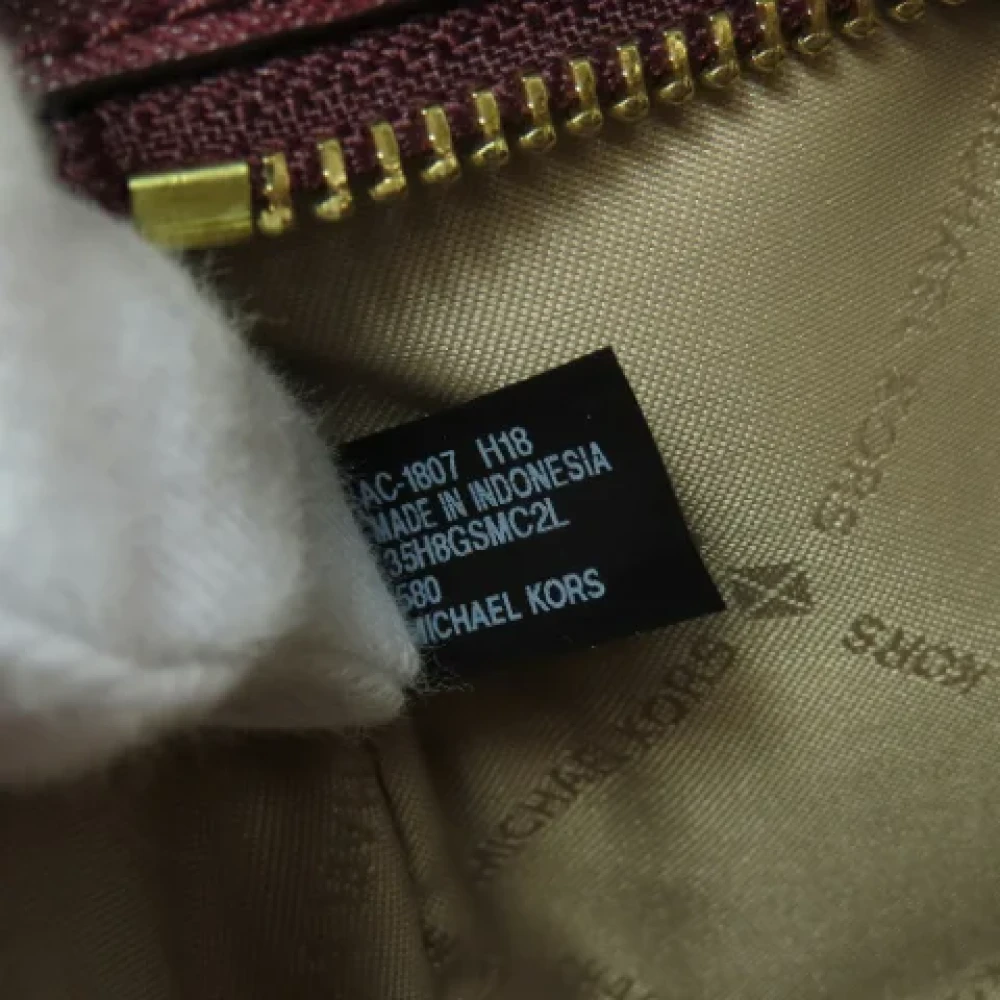 AC-1807 H18
MADE IN INDONESIA
35H8GSMC2L
580
MICHAEL KORS
MICHAEL KORS
KORS
KORS